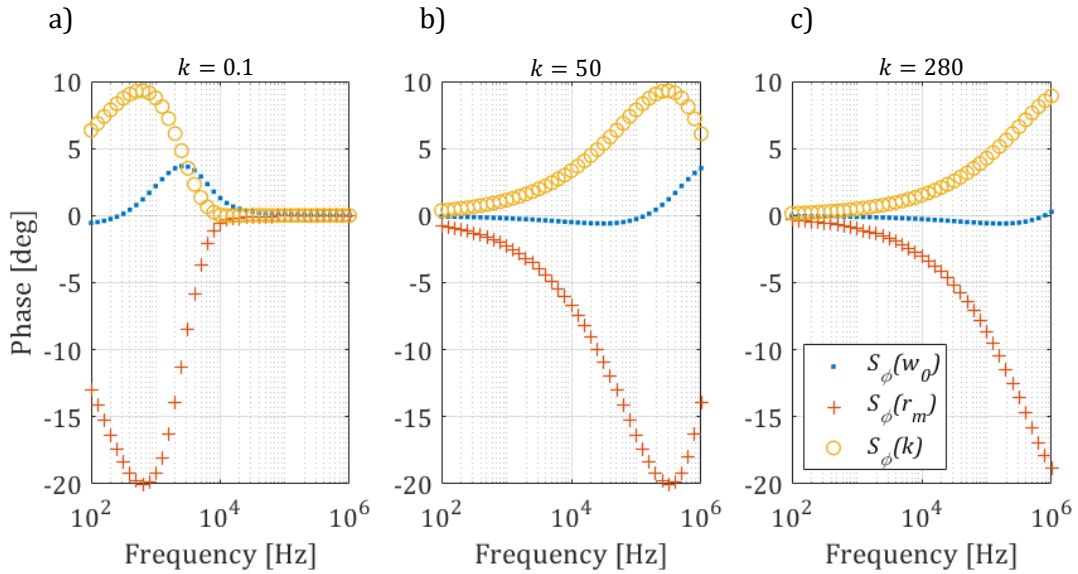 a)
b)
c)
k = 0.1
k = 50
k = 280
Phase [deg]
10
5
0
-5
-10
-15
-20
10^2
10^3
10^4
10^6
Frequency [Hz]
10
5
0
-5
-10
-15
-20
10^2
10^4
10^6
Frequency [Hz]
10
5
0
-5
-10
-15
-20
10^2
10^4
10^6
Frequency [Hz]
S_ϕ(w_0)
S_ϕ(r_m)
S_ϕ(k)